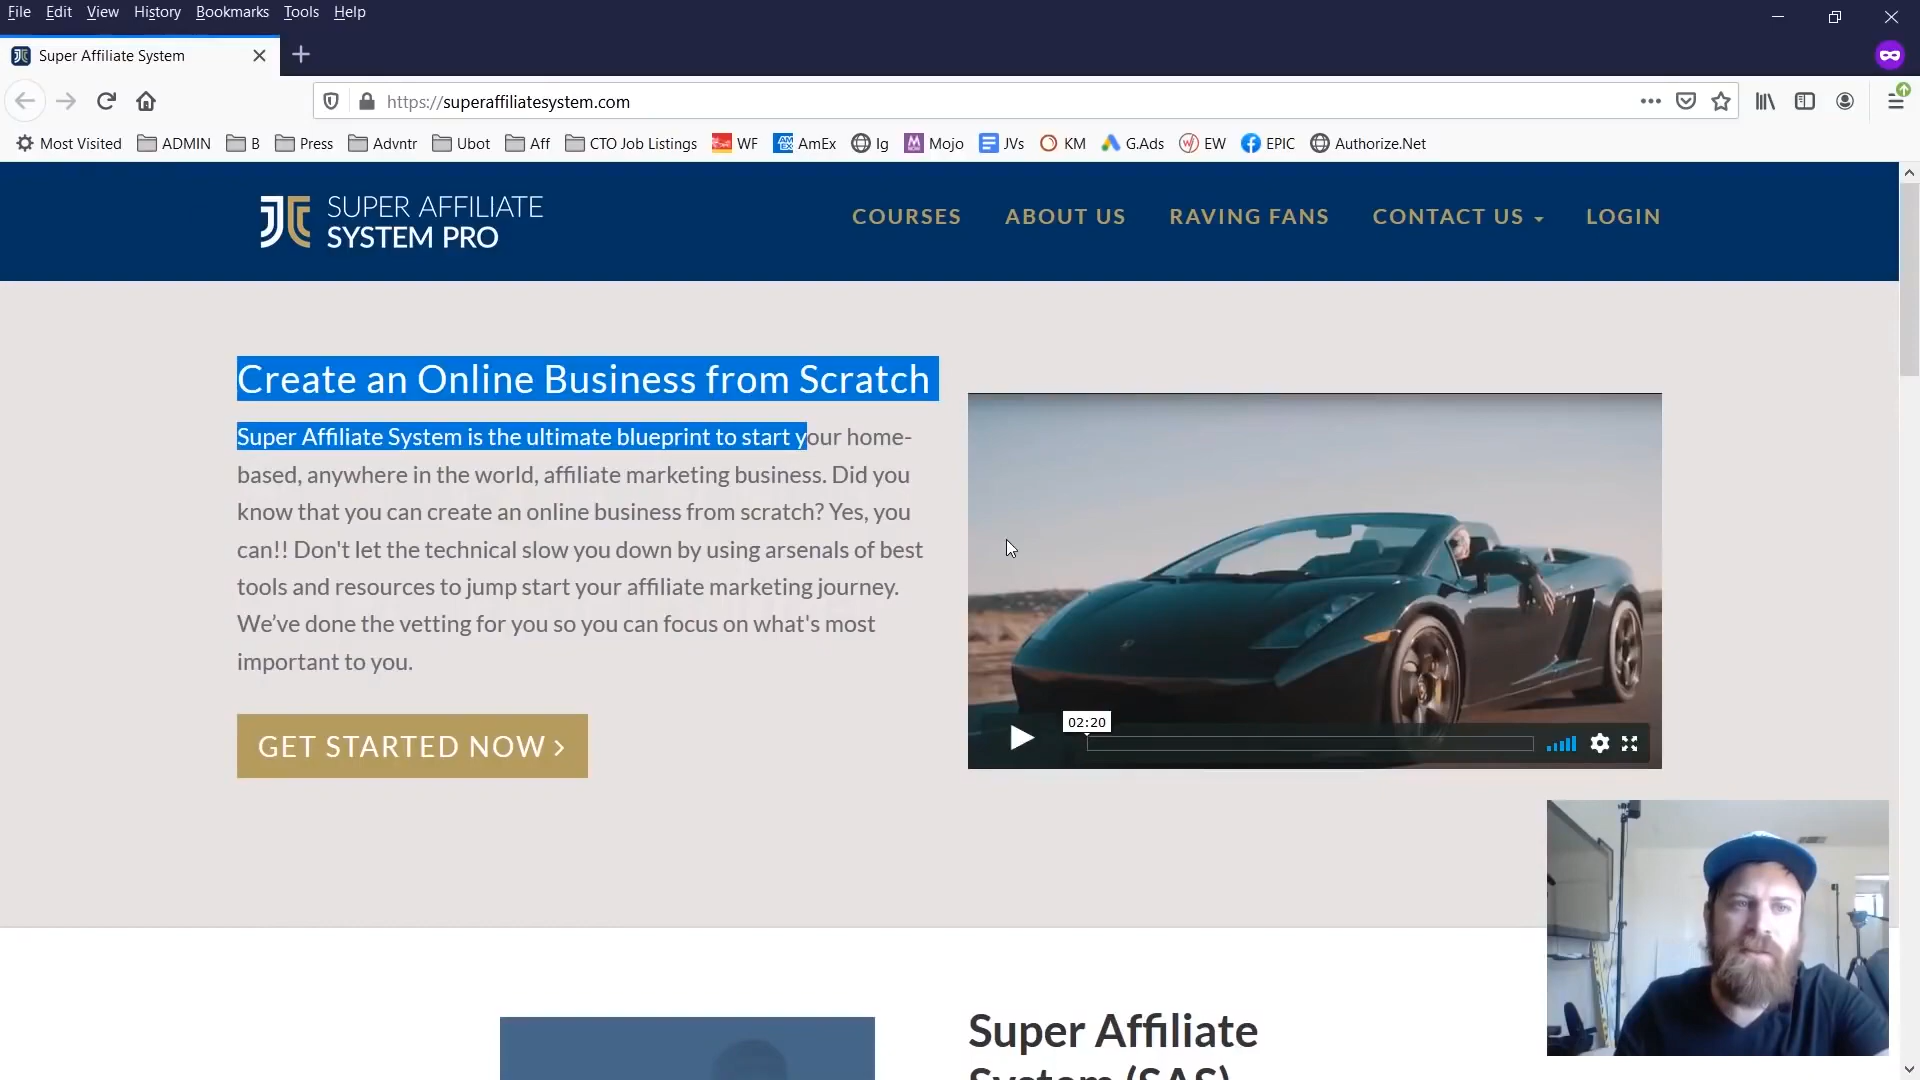 File Edit View History Bookmarks Tools Help
Super Affiliate System
https://superaffiliatesystem.com
Most Visited ADMIN B Press Advntr Ubot Aff CTO Job Listings WF AmEx Ig Mojo JVs KM G.Ads EW EPIC Authorize.Net
SUPER AFFILIATE
SYSTEM PRO
COURSES ABOUT US RAVING FANS CONTACT US LOGIN
Create an Online Business from Scratch
Super Affiliate System is the ultimate blueprint to start your home-
based, anywhere in the world, affiliate marketing business. Did you
know that you can create an online business from scratch? Yes, you
can!! Don't let the technical slow you down by using arsenals of best
tools and resources to jump start your affiliate marketing journey.
We’ve done the vetting for you so you can focus on what's most
important to you.
GET STARTED NOW >
02:20
Super Affiliate
System (SAS)